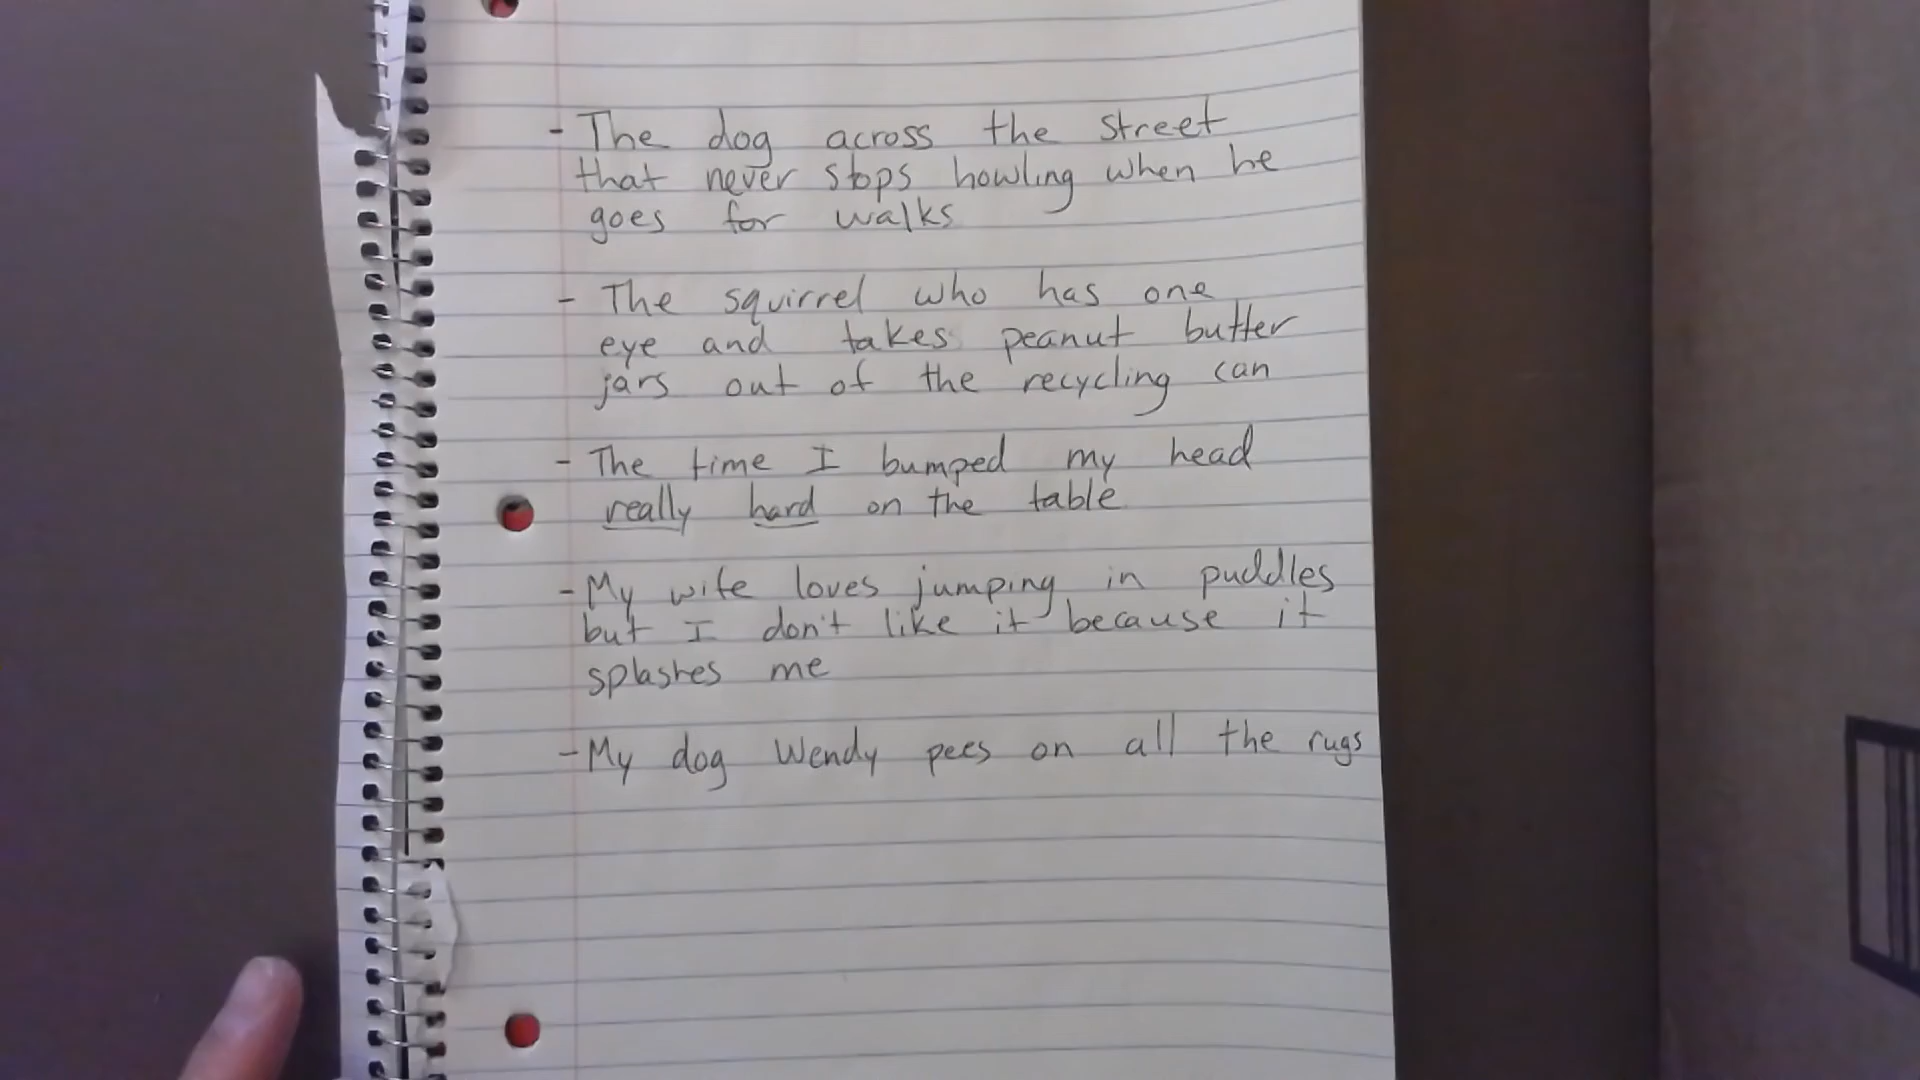 - The dog across the street
that never stops howling when he
goes for walks
- The squirrel who has one
eye and takes peanut butter
jars out of the recycling can
- The time I bumped my head
really hard on the table
- My wife loves jumping in puddles
but I don't like it because it
splashes me
- My dog Wendy pees on all the rugs